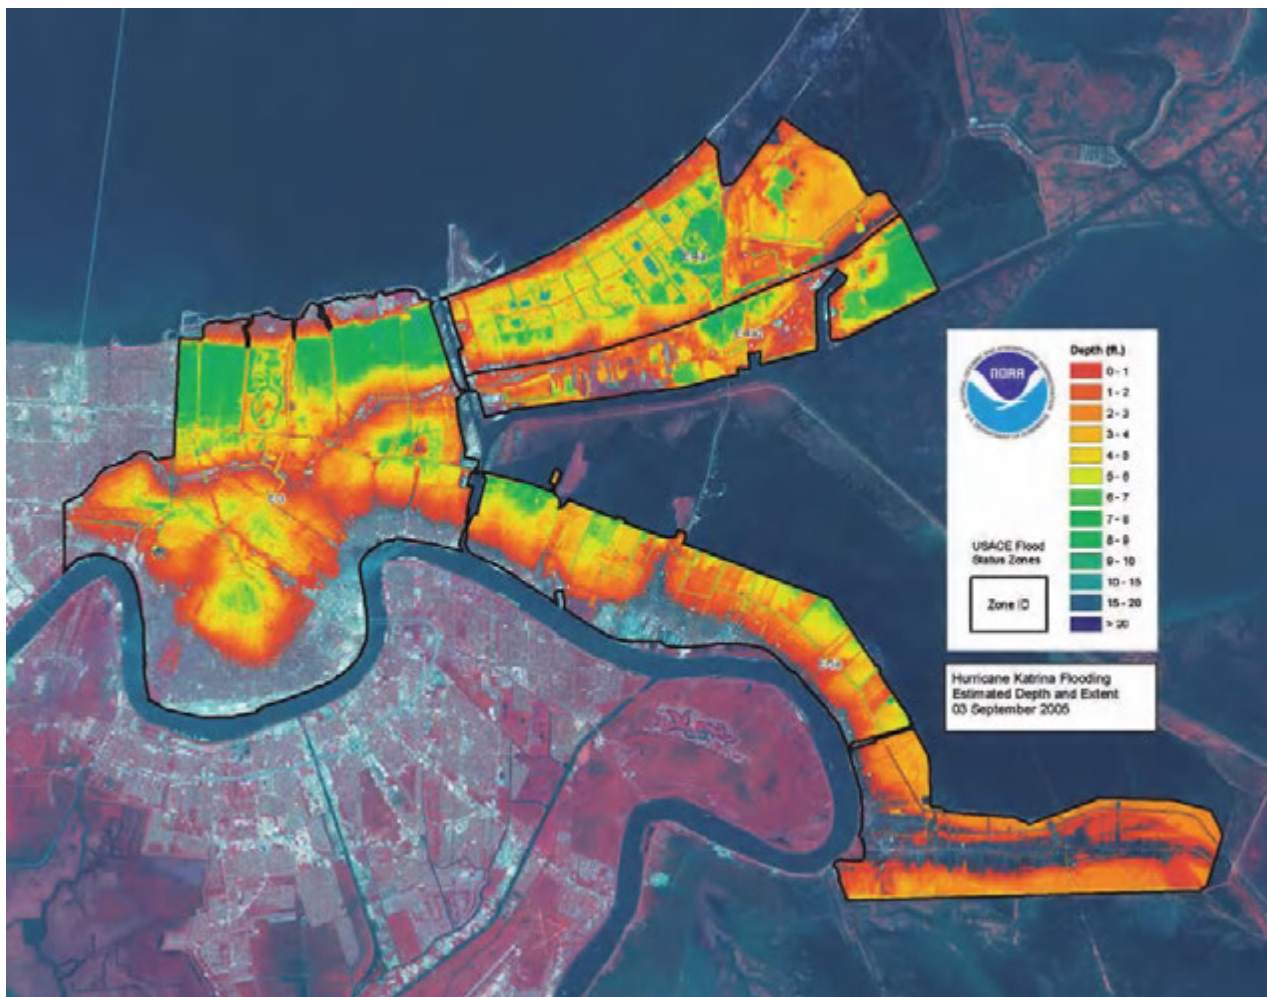 NOAA
Depth (ft.)
0 - 1
1 - 2
2 - 3
3 - 4
4 - 5
5 - 6
6 - 7
7 - 8
8 - 9
9 - 10
10 - 15
15 - 20
> 20
USACE Flood
Status Zones
Zone ID
Hurricane Katrina Flooding
Estimated Depth and Extent
03 September 2005